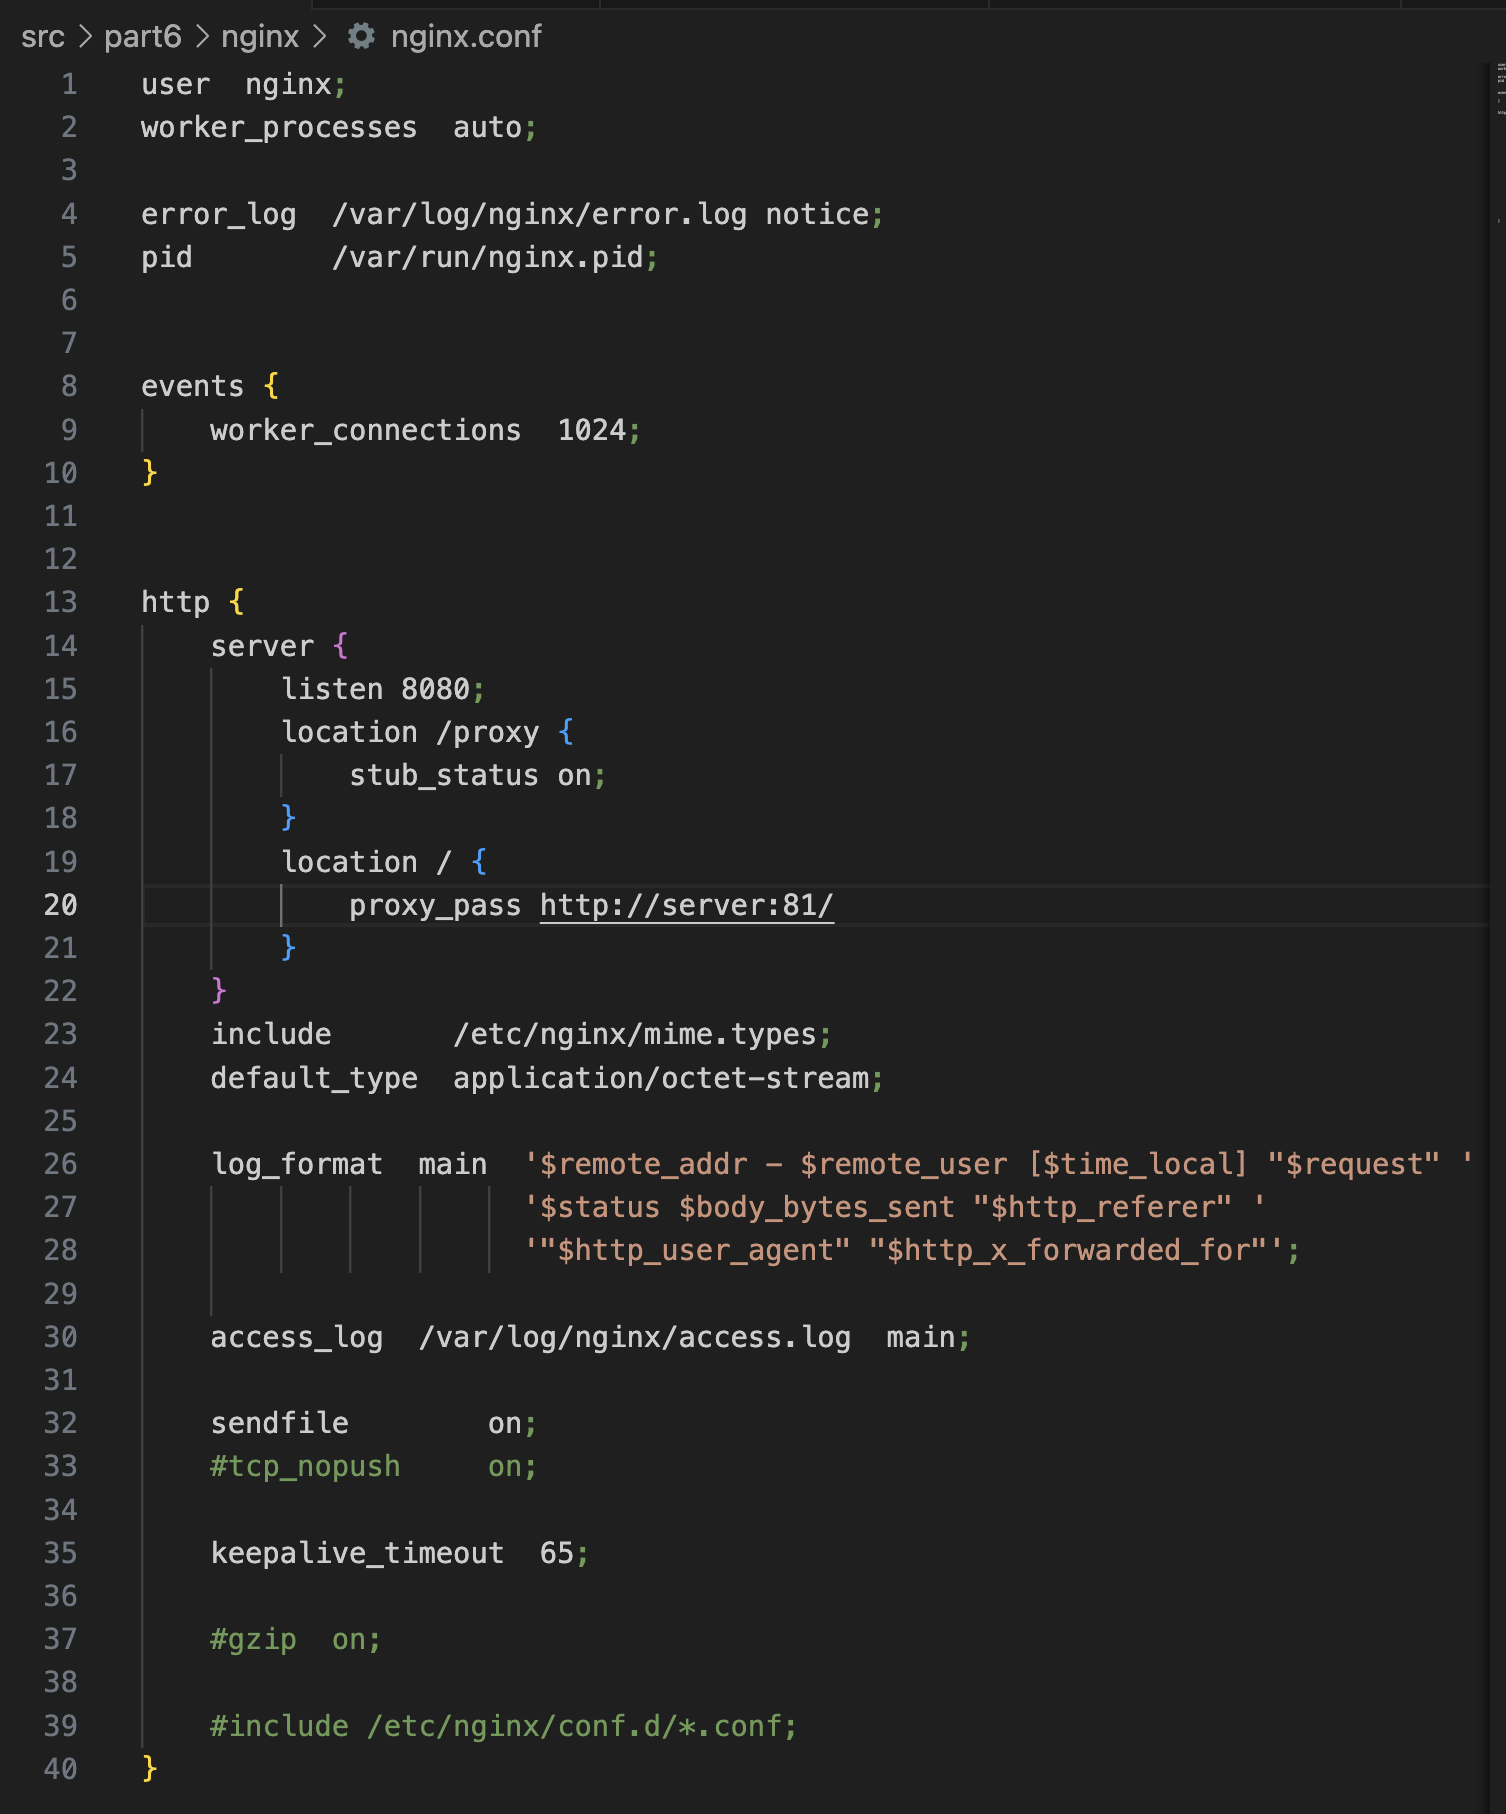 src > part6 > nginx > nginx.conf
1 user  nginx;
2 worker_processes  auto;
3
4 error_log  /var/log/nginx/error.log notice;
5 pid        /var/run/nginx.pid;
6
7
8 events {
9     worker_connections  1024;
10 }
11
12
13 http {
14     server {
15         listen 8080;
16         location /proxy {
17             stub_status on;
18         }
19         location / {
20             proxy_pass http://server:81/
21         }
22     }
23     include       /etc/nginx/mime.types;
24     default_type  application/octet-stream;
25
26     log_format  main  '$remote_addr - $remote_user [$time_local] "$request" '
27                       '$status $body_bytes_sent "$http_referer" '
28                       '"$http_user_agent" "$http_x_forwarded_for"';
29
30     access_log  /var/log/nginx/access.log  main;
31
32     sendfile        on;
33     #tcp_nopush     on;
34
35     keepalive_timeout  65;
36
37     #gzip  on;
38
39     #include /etc/nginx/conf.d/*.conf;
40 }